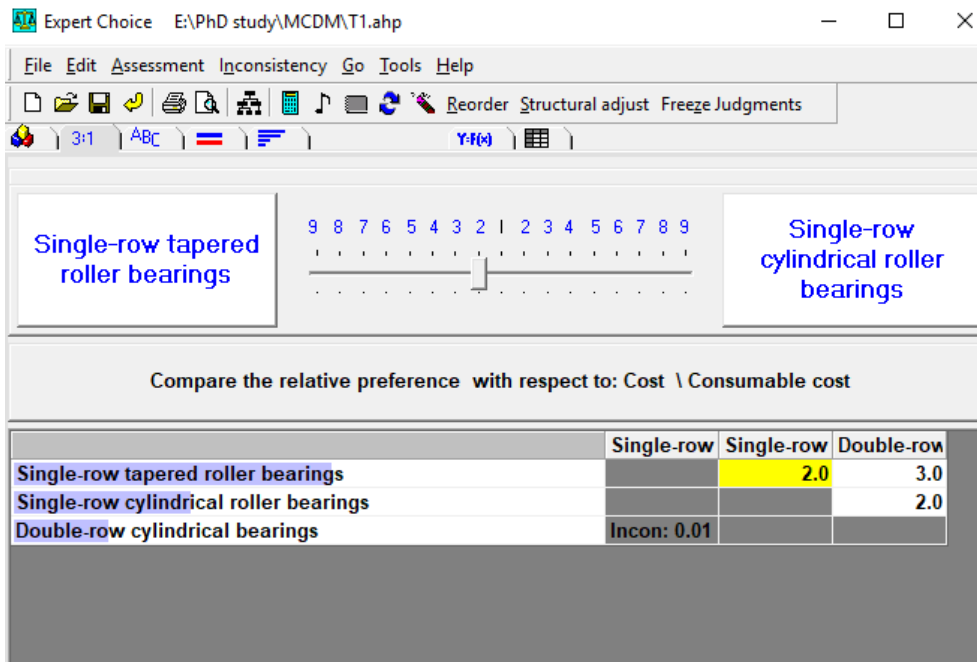 Expert Choice E:\PhD study\MCDM\T1.ahp
File Edit Assessment Inconsistency Go Tools Help
Reorder Structural adjust Freeze Judgments
3:1 ABC Y=F(x)
9 8 7 6 5 4 3 2 1 2 3 4 5 6 7 8 9
Single-row tapered
roller bearings
Single-row
cylindrical roller
bearings
Compare the relative preference with respect to: Cost \ Consumable cost
Single-row Single-row Double-row
Single-row tapered roller bearings 2.0 3.0
Single-row cylindrical roller bearings 2.0
Double-row cylindrical bearings Incon: 0.01